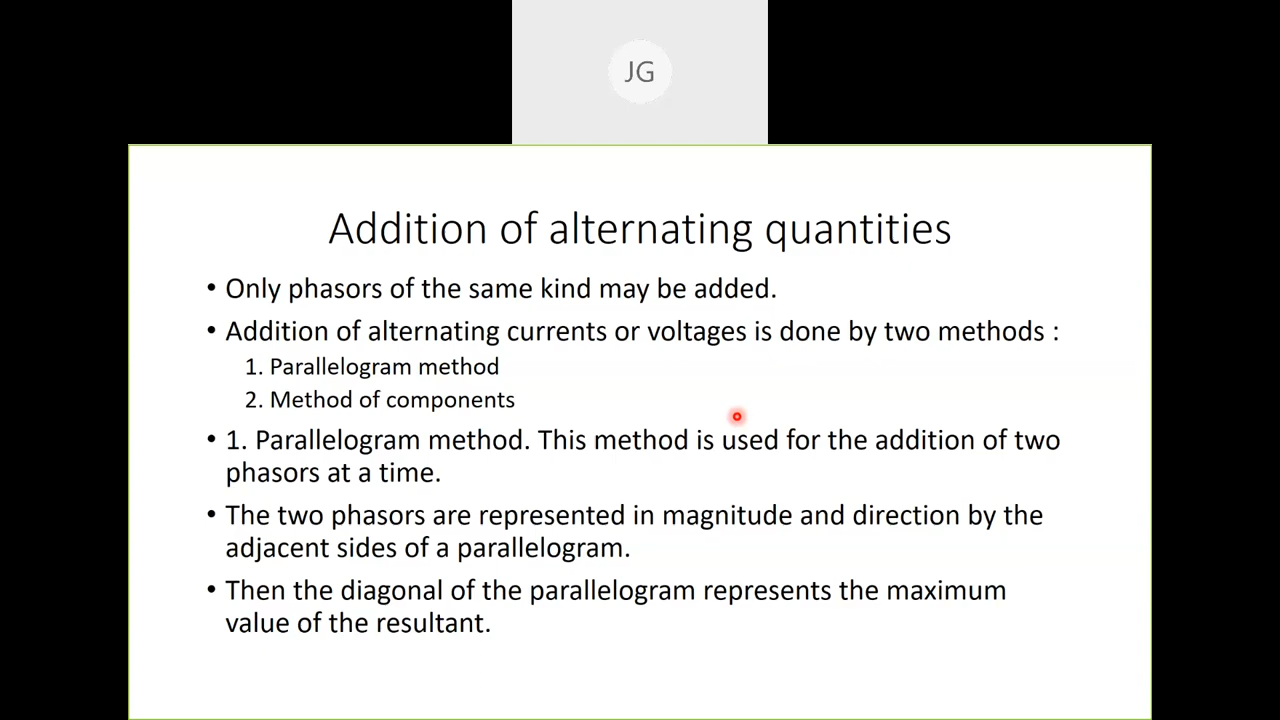 JG
Addition of alternating quantities
• Only phasors of the same kind may be added.
• Addition of alternating currents or voltages is done by two methods :
1. Parallelogram method
2. Method of components
• 1. Parallelogram method. This method is used for the addition of two
phasors at a time.
• The two phasors are represented in magnitude and direction by the
adjacent sides of a parallelogram.
• Then the diagonal of the parallelogram represents the maximum
value of the resultant.